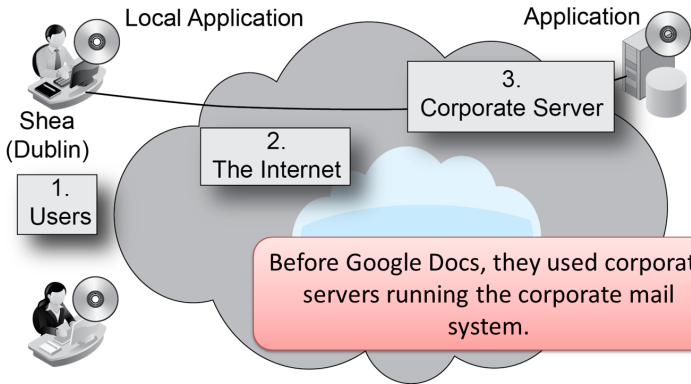 Local Application
Application
3.
Corporate Server
Shea
(Dublin)
2.
The Internet
1.
Users
Before Google Docs, they used corporat
servers running the corporate mail
system.